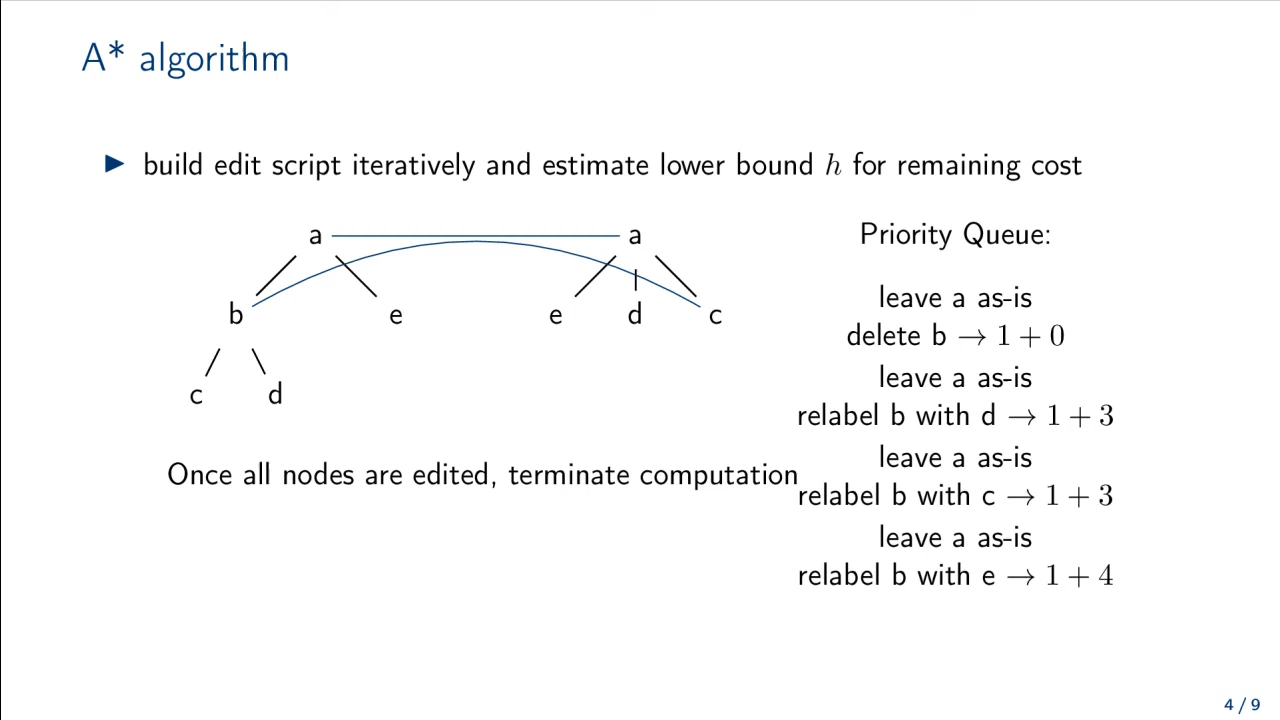 A* algorithm
▶ build edit script iteratively and estimate lower bound h for remaining cost
a a
b e e d c
c d
Once all nodes are edited, terminate computation
Priority Queue:
leave a as-is
delete b → 1 + 0
leave a as-is
relabel b with d → 1 + 3
leave a as-is
relabel b with c → 1 + 3
leave a as-is
relabel b with e → 1 + 4
4 / 9